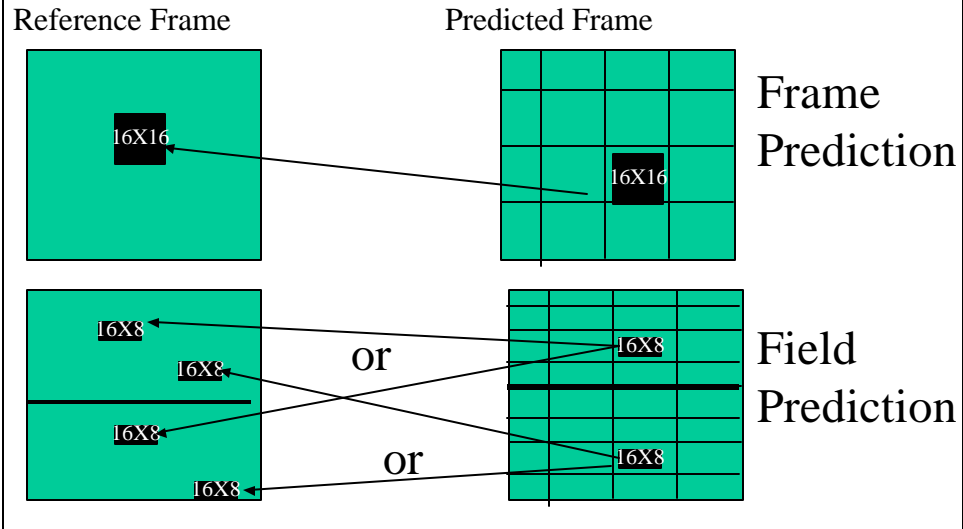 Reference Frame
Predicted Frame
16X16
16X16
Frame
Prediction
16X8
16X8
16X8
16X8
or
or
16X8
16X8
Field
Prediction